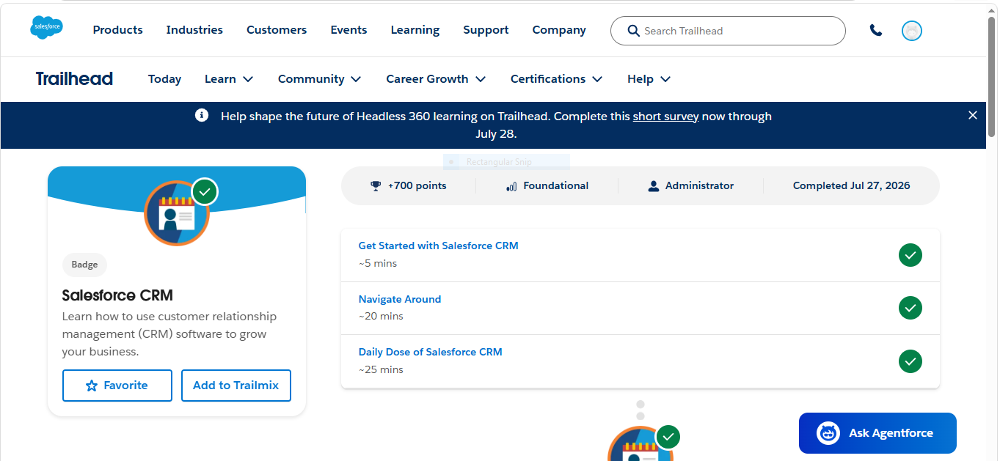 salesforce
Products Industries Customers Events Learning Support Company Search Trailhead
Trailhead Today Learn Community Career Growth Certifications Help
Help shape the future of Headless 360 learning on Trailhead. Complete this short survey now through
July 28.
Rectangular Snip
+700 points Foundational Administrator Completed Jul 27, 2026
Badge
Salesforce CRM
Learn how to use customer relationship
management (CRM) software to grow
your business.
Favorite Add to Trailmix
Get Started with Salesforce CRM
~5 mins
Navigate Around
~20 mins
Daily Dose of Salesforce CRM
~25 mins
Ask Agentforce